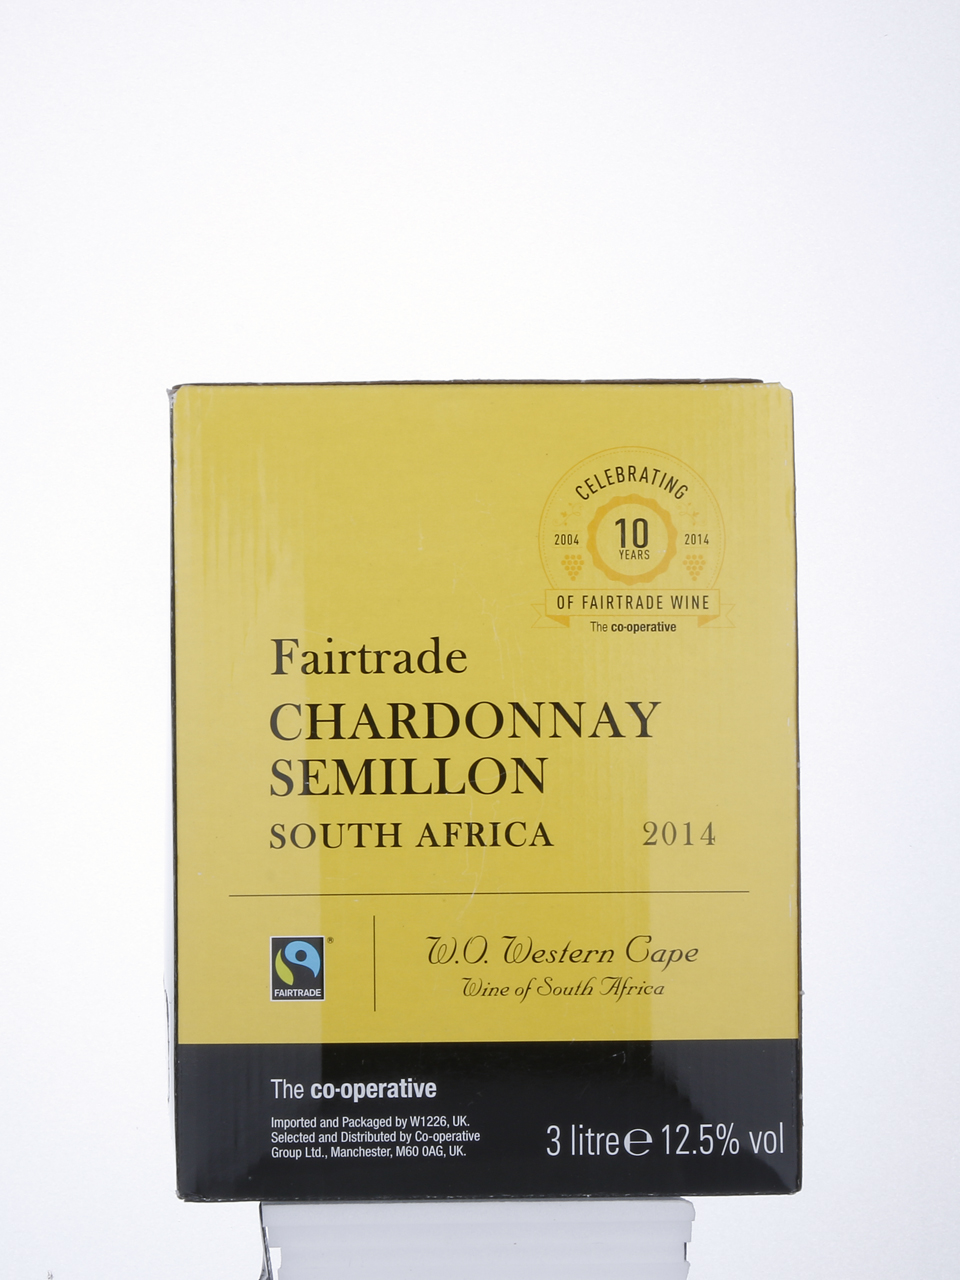 CELEBRATING
2004 10 2014
YEARS
OF FAIRTRADE WINE
The co-operative
Fairtrade
CHARDONNAY
SEMILLON
SOUTH AFRICA 2014
FAIRTRADE ®
W.O. Western Cape
Wine of South Africa
The co-operative
Imported and Packaged by W1226, UK.
Selected and Distributed by Co-operative
Group Ltd., Manchester, M60 0AG, UK.
3 litre ℮ 12.5% vol